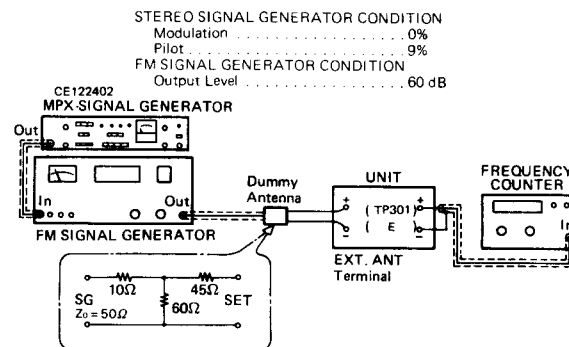 STEREO SIGNAL GENERATOR CONDITION
Modulation . . . . . . . . . . . . . . 0%
Pilot . . . . . . . . . . . . . . . . . . . 9%
FM SIGNAL GENERATOR CONDITION
Output Level . . . . . . . . . . . . . 60 dB
CE122402
MPX-SIGNAL GENERATOR
Out
In
Out
FM SIGNAL GENERATOR
Dummy
Antenna
UNIT
+
+
( TP301 )
( E )
−
−
EXT. ANT
Terminal
FREQUENCY
COUNTER
In
10Ω
45Ω
60Ω
SG
Z₀ = 50Ω
SET